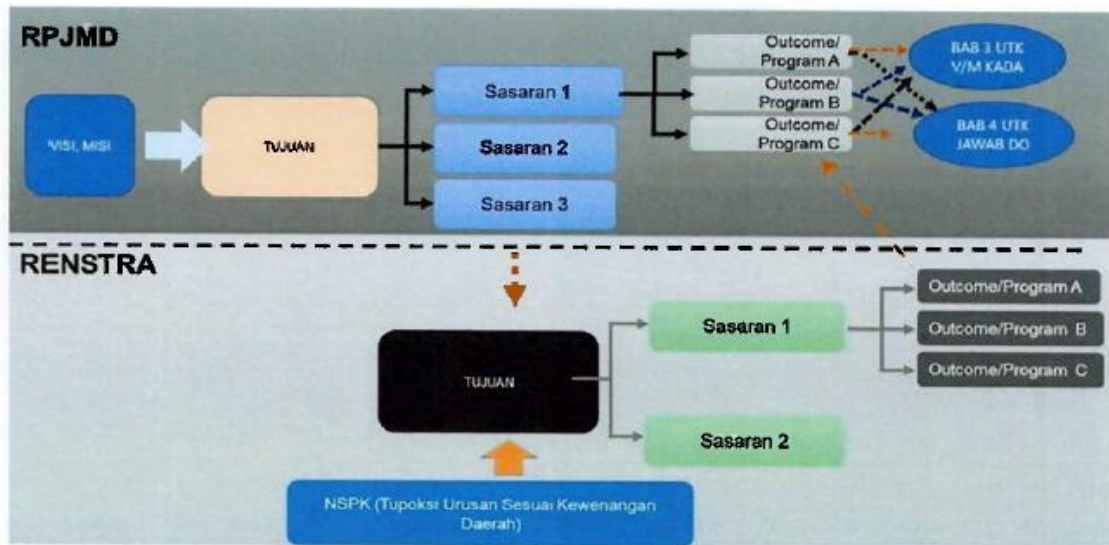 RPJMD
VISI, MISI
TUJUAN
Sasaran 1
Sasaran 2
Sasaran 3
Outcome/
Program A
Outcome/
Program B
Outcome/
Program C
BAB 3 UTK
V/M KADA
BAB 4 UTK
JAWAB DO
RENSTRA
TUJUAN
Sasaran 1
Sasaran 2
Outcome/Program A
Outcome/Program B
Outcome/Program C
NSPK (Tupoksi Urusan Sesuai Kewenangan
Daerah)